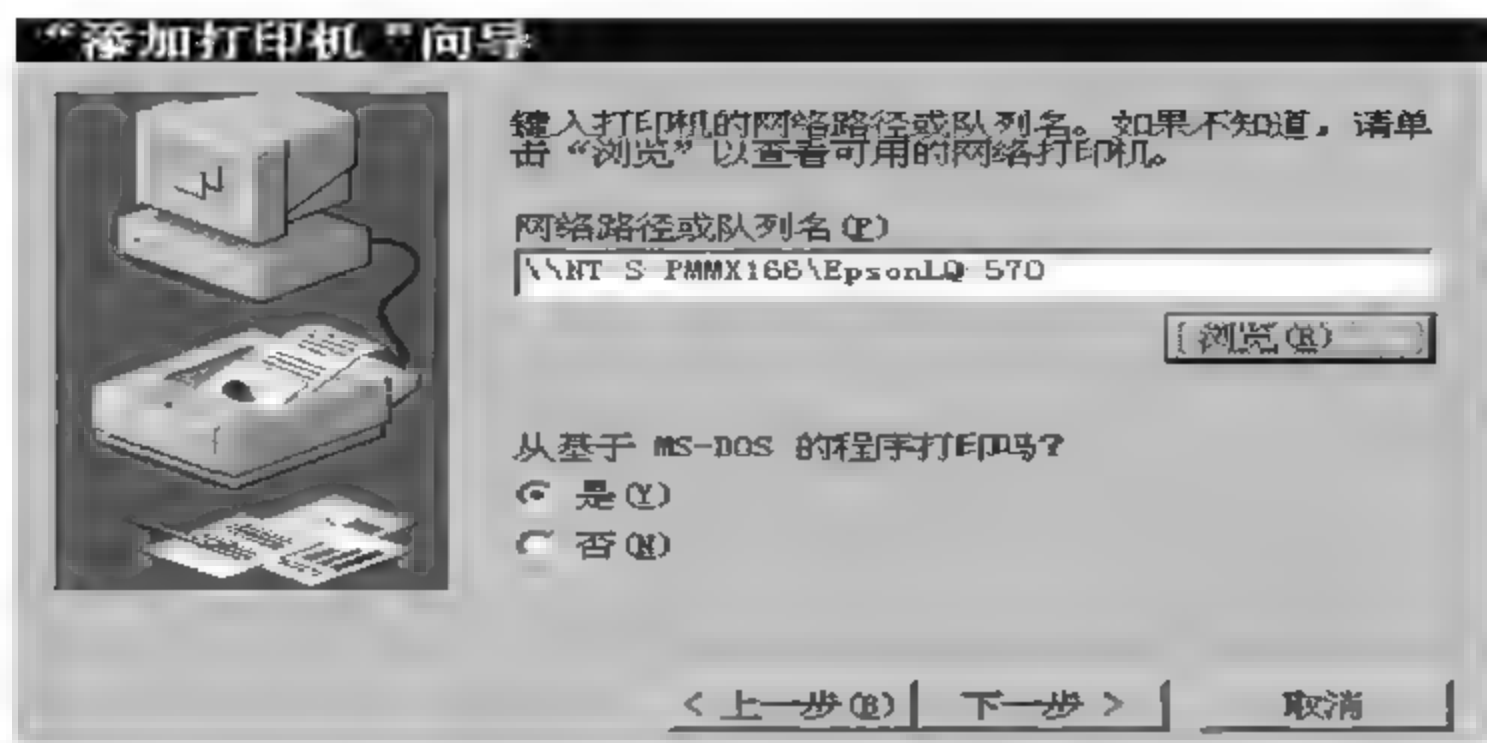 “添加打印机”向导
键入打印机的网络路径或队列名。如果不知道，请单
击“浏览”以查看可用的网络打印机。
网络路径或队列名(P)
\\NT S PMMX166\EpsonLQ 570
浏览(R)
从基于 MS-DOS 的程序打印吗?
是(Y)
否(N)
< 上一步(B) 下一步 > 取消